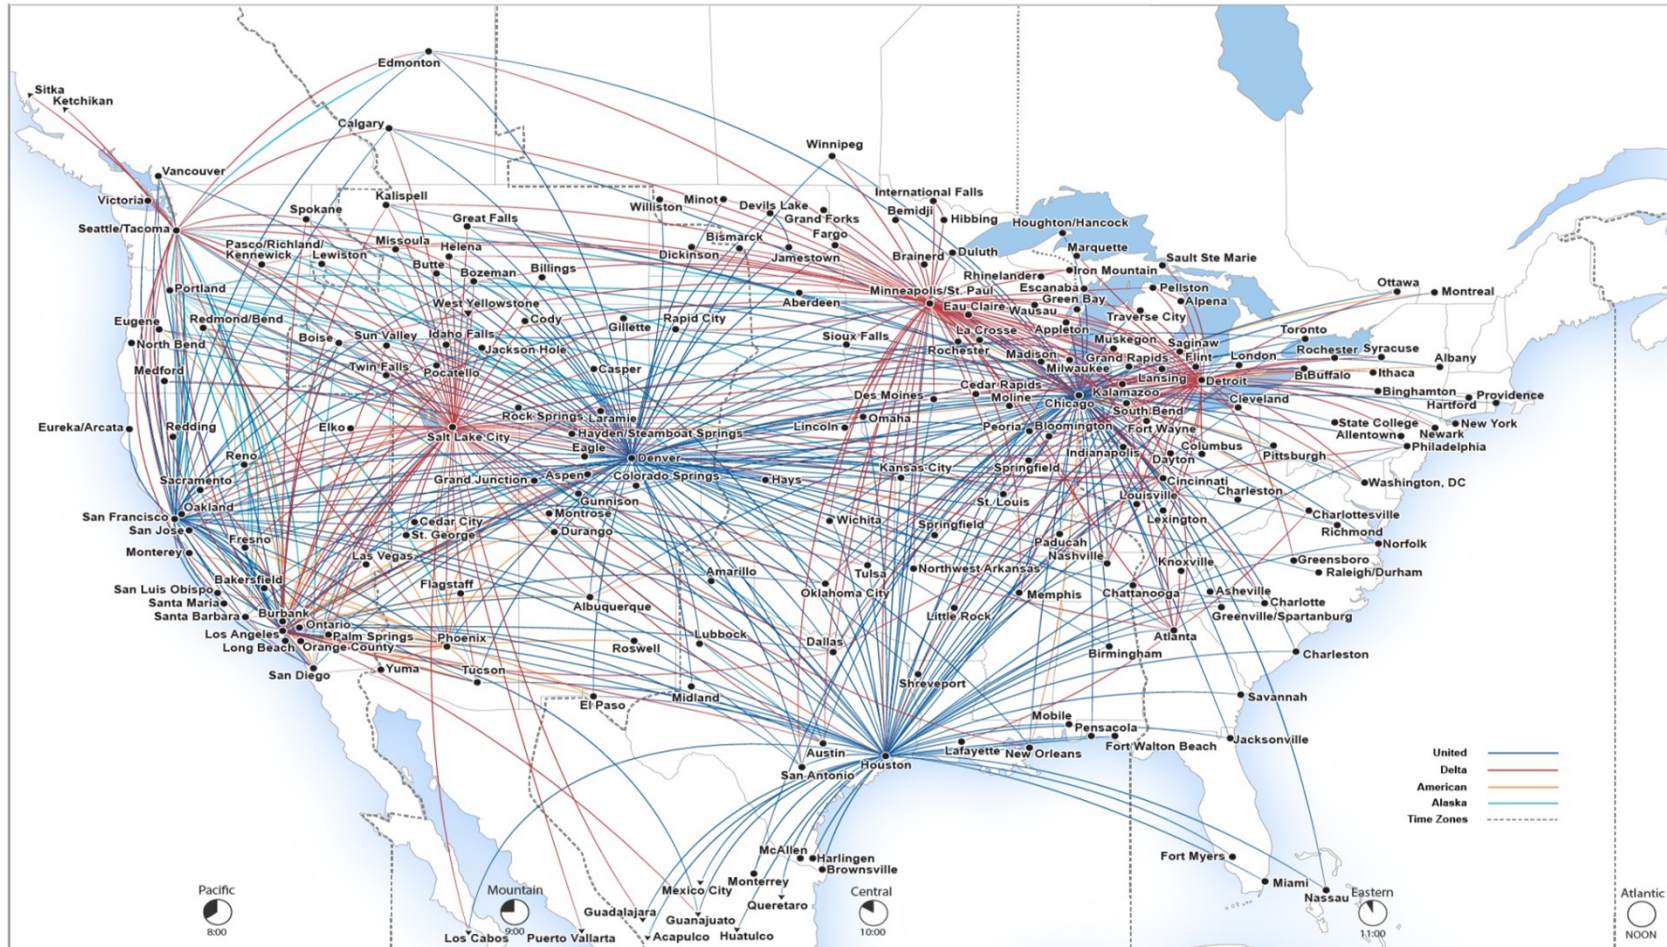 Edmonton
Sitka
Ketchikan
Calgary
Winnipeg
Vancouver
Victoria
Seattle/Tacoma
Spokane
Kalispell
Great Falls
Williston
Minot
Devils Lake
Grand Forks
Fargo
International Falls
Bemidji
Hibbing
Houghton/Hancock
Pasco/Richland/
Kennewick
Lewiston
Missoula
Helena
Butte
Bozeman
Billings
Dickinson
Bismarck
Jamestown
Brainerd
Duluth
Marquette
Sault Ste Marie
Rhinelander
Iron Mountain
Escanaba
Pellston
Ottawa
Montreal
Portland
West Yellowstone
Aberdeen
Minneapolis/St. Paul
Eau Claire
Wausau
Green Bay
Alpena
Traverse City
Eugene
Redmond/Bend
North Bend
Boise
Sun Valley
Idaho Falls
Cody
Gillette
Rapid City
Sioux Falls
La Crosse
Appleton
Toronto
Jackson Hole
Rochester
Madison
Muskegon
Saginaw
Grand Rapids
Flint
London
Rochester
Syracuse
Albany
Medford
Twin Falls
Pocatello
Casper
Milwaukee
Lansing
Detroit
BtBuffalo
Ithaca
Des Moines
Cedar Rapids
Moline
Chicago
Kalamazoo
South Bend
Cleveland
Binghamton
Hartford
Providence
Eureka/Arcata
Redding
Elko
Salt Lake City
Rock Springs
Laramie
Hayden/Steamboat Springs
Lincoln
Omaha
Peoria
Bloomington
Fort Wayne
State College
Allentown
Newark
New York
Philadelphia
Reno
Sacramento
Eagle
Denver
Aspen
Colorado Springs
Grand Junction
Gunnison
Hays
Kansas City
Springfield
Indianapolis
Dayton
Columbus
Cincinnati
Pittsburgh
Washington, DC
Oakland
San Francisco
San Jose
Fresno
Monterey
Cedar City
St. George
Montrose
Durango
Wichita
Springfield
St. Louis
Louisville
Lexington
Charleston
Charlottesville
Richmond
Norfolk
Las Vegas
Bakersfield
San Luis Obispo
Santa Maria
Santa Barbara
Flagstaff
Albuquerque
Amarillo
Tulsa
Oklahoma City
Northwest Arkansas
Paducah
Nashville
Knoxville
Chattanooga
Greensboro
Raleigh/Durham
Asheville
Charlotte
Greenville/Spartanburg
Memphis
Little Rock
Burbank
Ontario
Los Angeles
Palm Springs
Long Beach
Orange County
Phoenix
Roswell
Lubbock
Dallas
Atlanta
Birmingham
Charleston
San Diego
Yuma
Tucson
El Paso
Midland
Shreveport
Savannah
Mobile
Pensacola
Fort Walton Beach
Jacksonville
Austin
Houston
San Antonio
Lafayette
New Orleans
United
Delta
American
Alaska
Time Zones
McAllen
Harlingen
Brownsville
Monterrey
Mexico City
Queretaro
Guadalajara
Guanajuato
Acapulco
Huatulco
Los Cabos
Puerto Vallarta
Fort Myers
Miami
Nassau
Pacific
8:00
Mountain
9:00
Central
10:00
Eastern
11:00
Atlantic
NOON